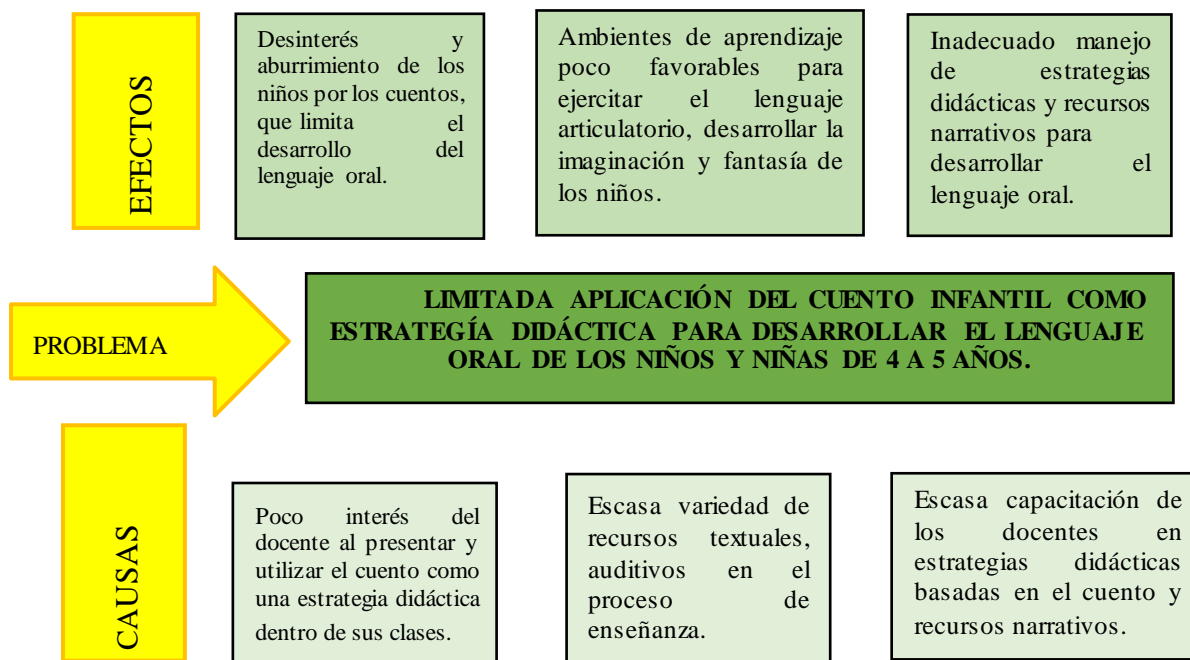 EFECTOS
Desinterés y
aburrimiento de los
niños por los cuentos,
que limita el
desarrollo del
lenguaje oral.
Ambientes de aprendizaje
poco favorables para
ejercitar el lenguaje
articulatorio, desarrollar la
imaginación y fantasía de
los niños.
Inadecuado manejo
de estrategias
didácticas y recursos
narrativos para
desarrollar el
lenguaje oral.
PROBLEMA
LIMITADA APLICACIÓN DEL CUENTO INFANTIL COMO
ESTRATEGÍA DIDÁCTICA PARA DESARROLLAR EL LENGUAJE
ORAL DE LOS NIÑOS Y NIÑAS DE 4 A 5 AÑOS.
CAUSAS
Poco interés del
docente al presentar y
utilizar el cuento como
una estrategia didáctica
dentro de sus clases.
Escasa variedad de
recursos textuales,
auditivos en el
proceso de
enseñanza.
Escasa capacitación de
los docentes en
estrategias didácticas
basadas en el cuento y
recursos narrativos.